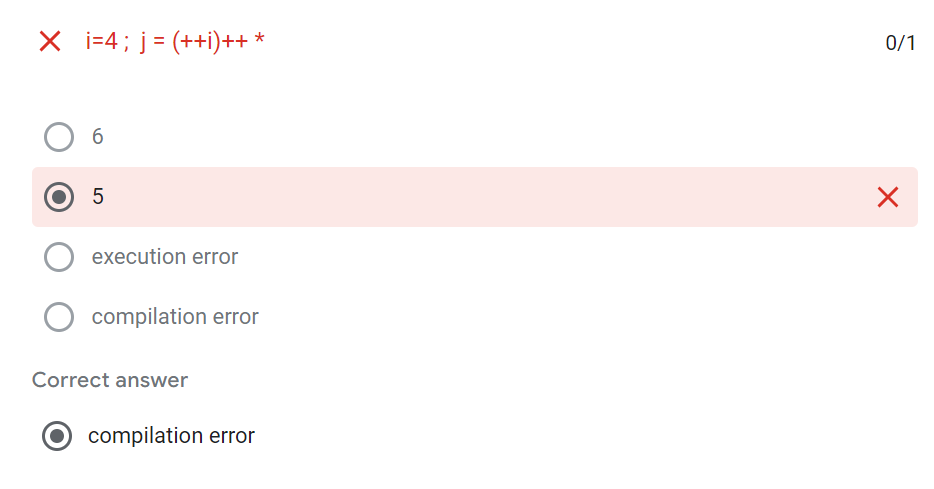 i=4 ; j = (++i)++ *
0/1
6
5
execution error
compilation error
Correct answer
compilation error